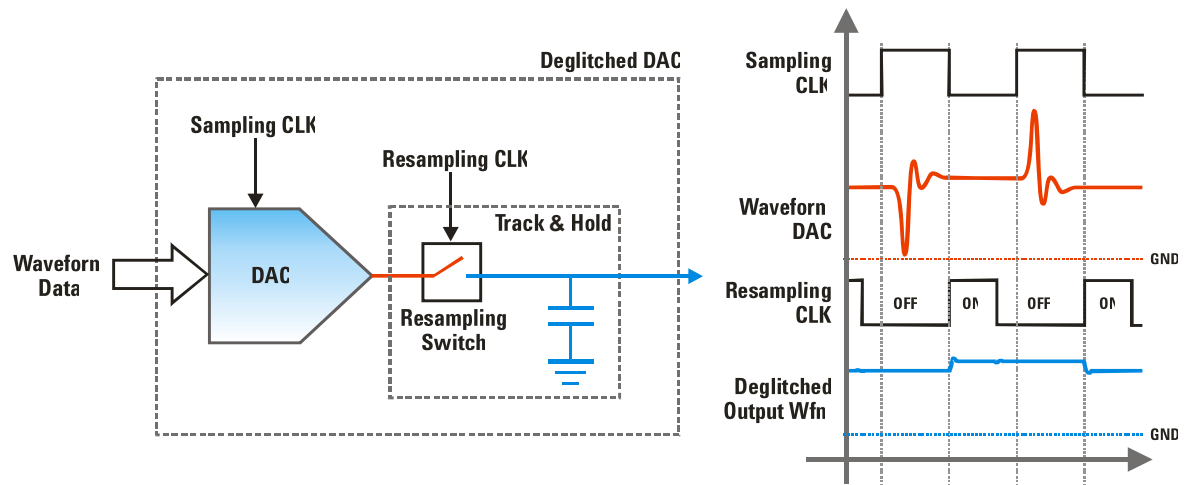 Deglitched DAC
Sampling CLK
Resampling CLK
Track & Hold
Waveforn
Data
DAC
Resampling
Switch
Sampling
CLK
Waveforn
DAC
GND
Resampling
CLK
OFF
ON
OFF
ON
Deglitched
Output Wfn
GND